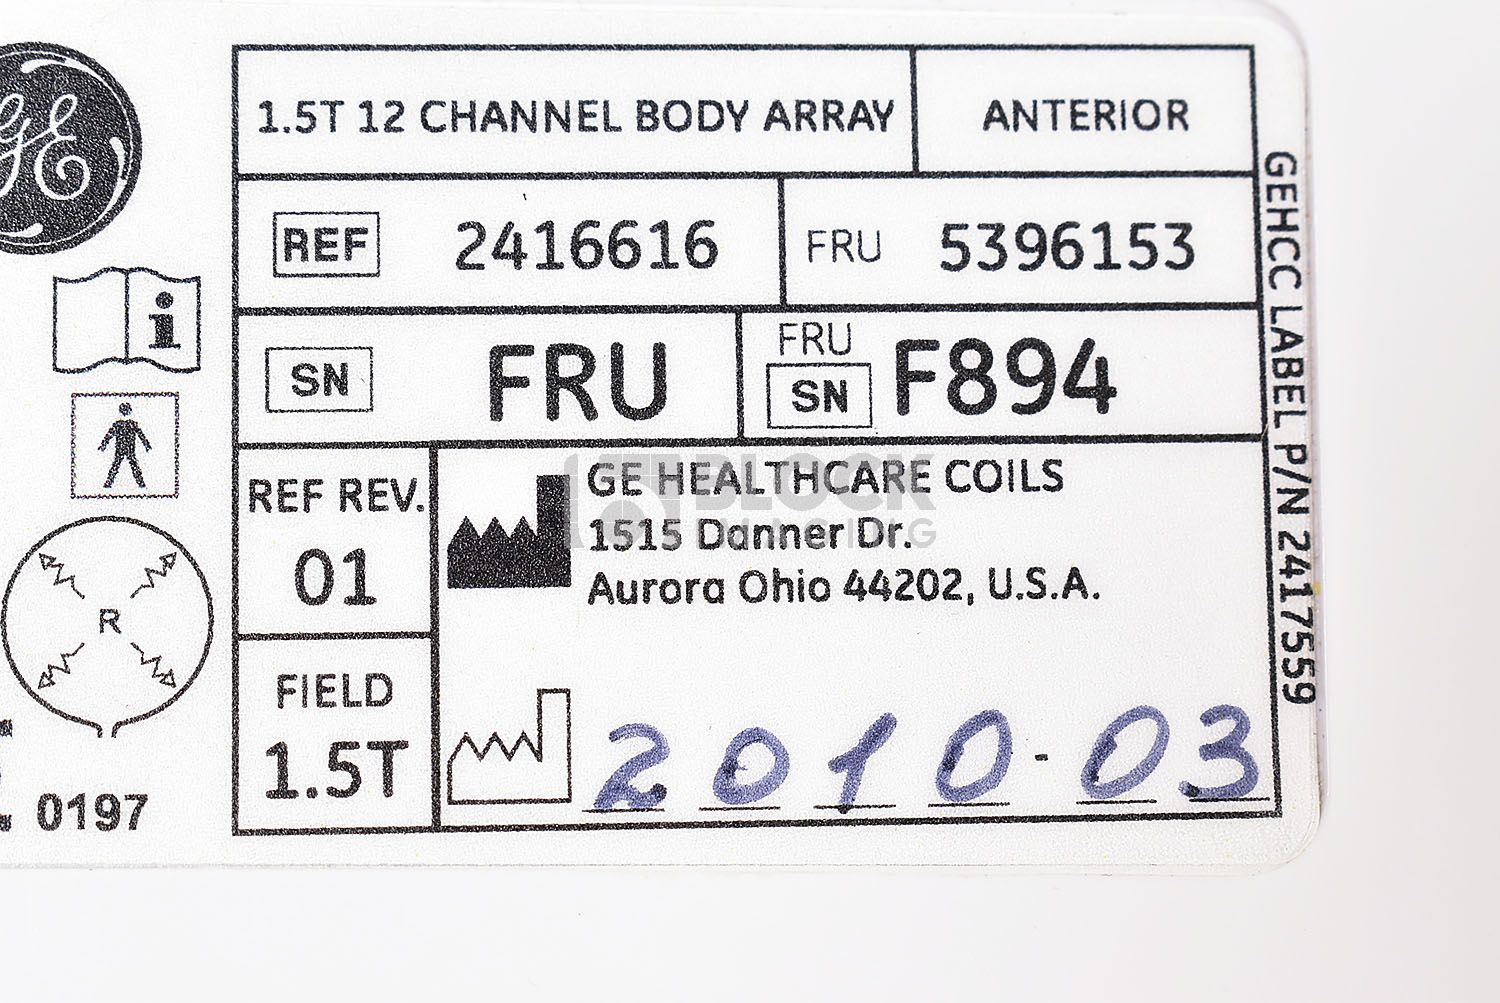 GE
1.5T 12 CHANNEL BODY ARRAY
ANTERIOR
REF 2416616
FRU 5396153
SN FRU
FRU SN F894
REF REV.
01
GE HEALTHCARE COILS
1515 Danner Dr.
Aurora Ohio 44202, U.S.A.
FIELD
1.5T
2010-03
GEHCC LABEL P/N 2417559
i
R
0197
BLOCK
IMAGING